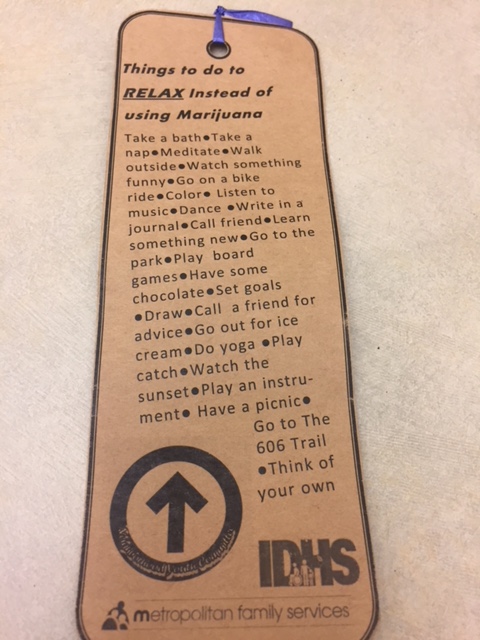 Things to do to
RELAX Instead of
using Marijuana
Take a bath●Take a
nap●Meditate●Walk
outside●Watch something
funny●Go on a bike
ride●Color● Listen to
music●Dance ●Write in a
journal●Call friend●Learn
something new●Go to the
park●Play board
games●Have some
chocolate●Set goals
●Draw●Call a friend for
advice●Go out for ice
cream●Do yoga ●Play
catch●Watch the
sunset●Play an instru-
ment● Have a picnic●
Go to The
606 Trail
●Think of
your own
IDHS
metropolitan family services